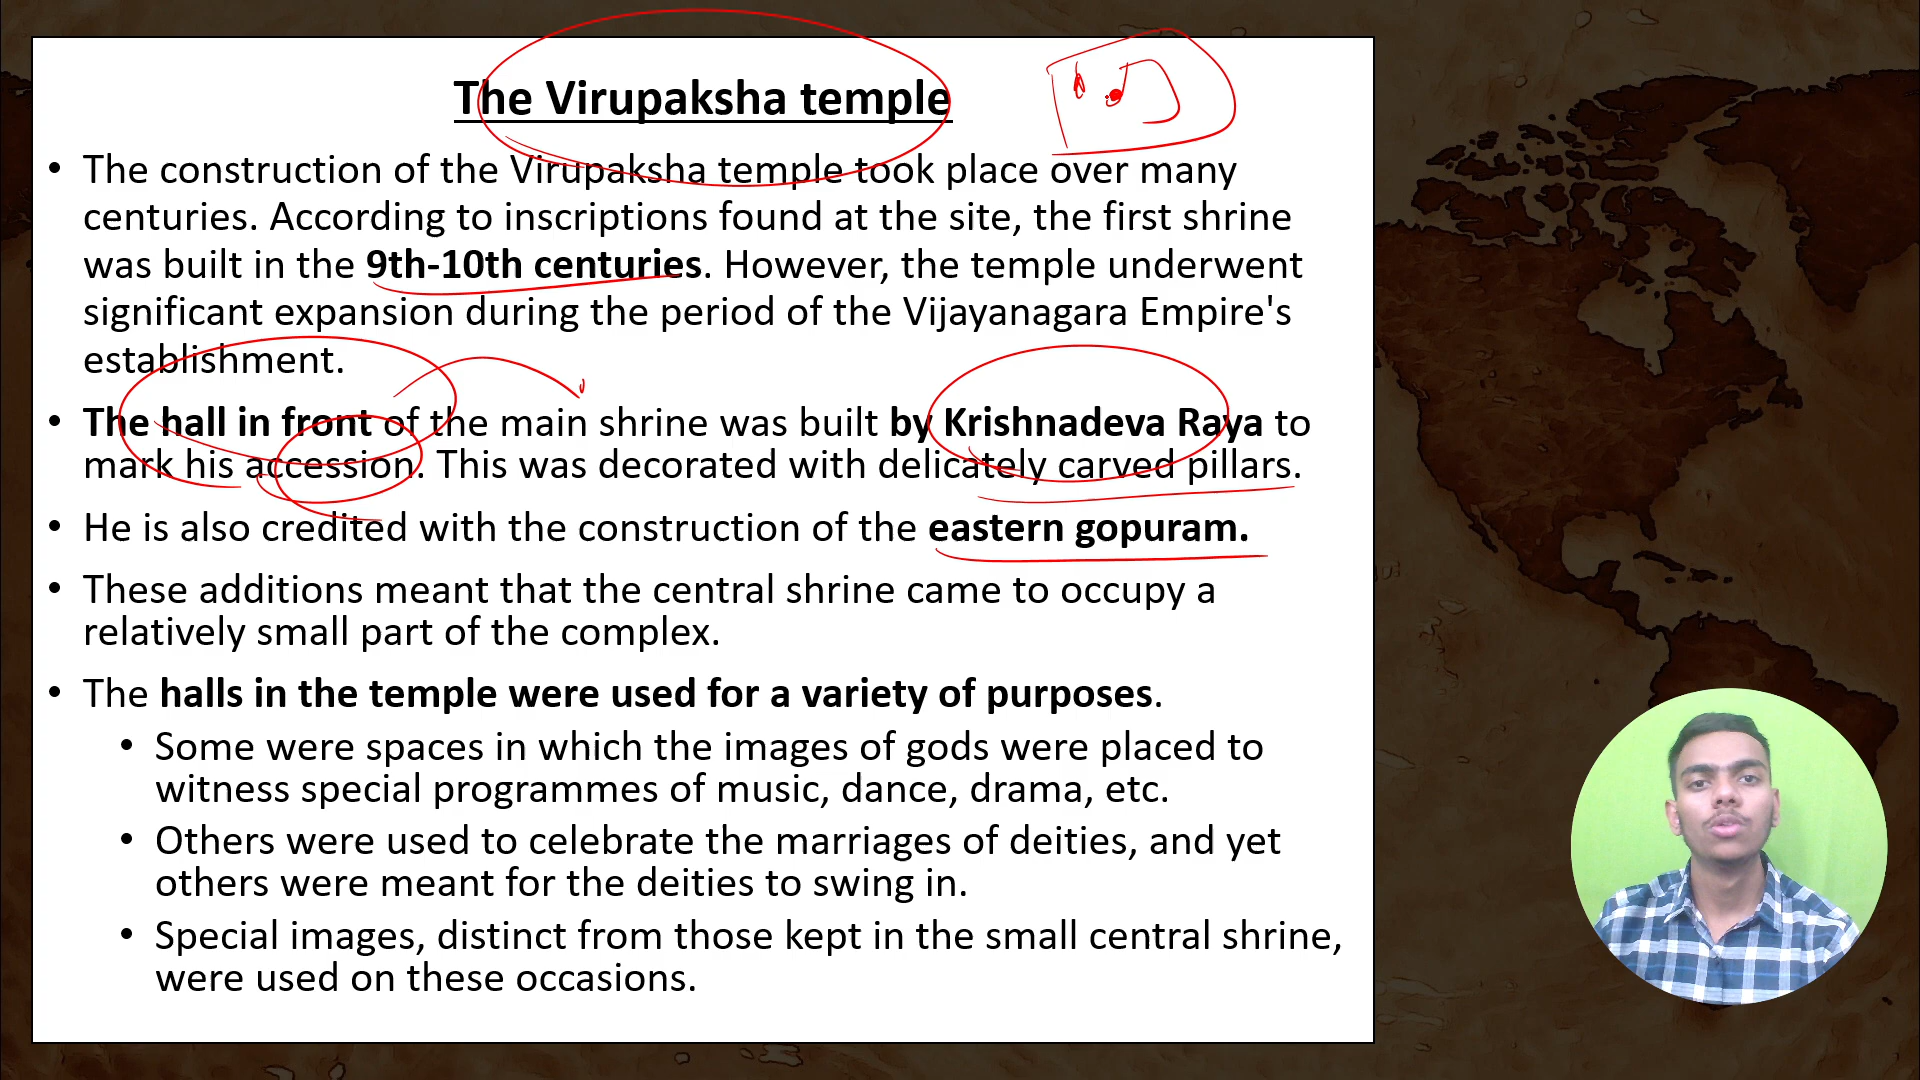 The Virupaksha temple
• The construction of the Virupaksha temple took place over many
centuries. According to inscriptions found at the site, the first shrine
was built in the 9th-10th centuries. However, the temple underwent
significant expansion during the period of the Vijayanagara Empire's
establishment.
• The hall in front of the main shrine was built by Krishnadeva Raya to
mark his accession. This was decorated with delicately carved pillars.
• He is also credited with the construction of the eastern gopuram.
• These additions meant that the central shrine came to occupy a
relatively small part of the complex.
• The halls in the temple were used for a variety of purposes.
• Some were spaces in which the images of gods were placed to
witness special programmes of music, dance, drama, etc.
• Others were used to celebrate the marriages of deities, and yet
others were meant for the deities to swing in.
• Special images, distinct from those kept in the small central shrine,
were used on these occasions.